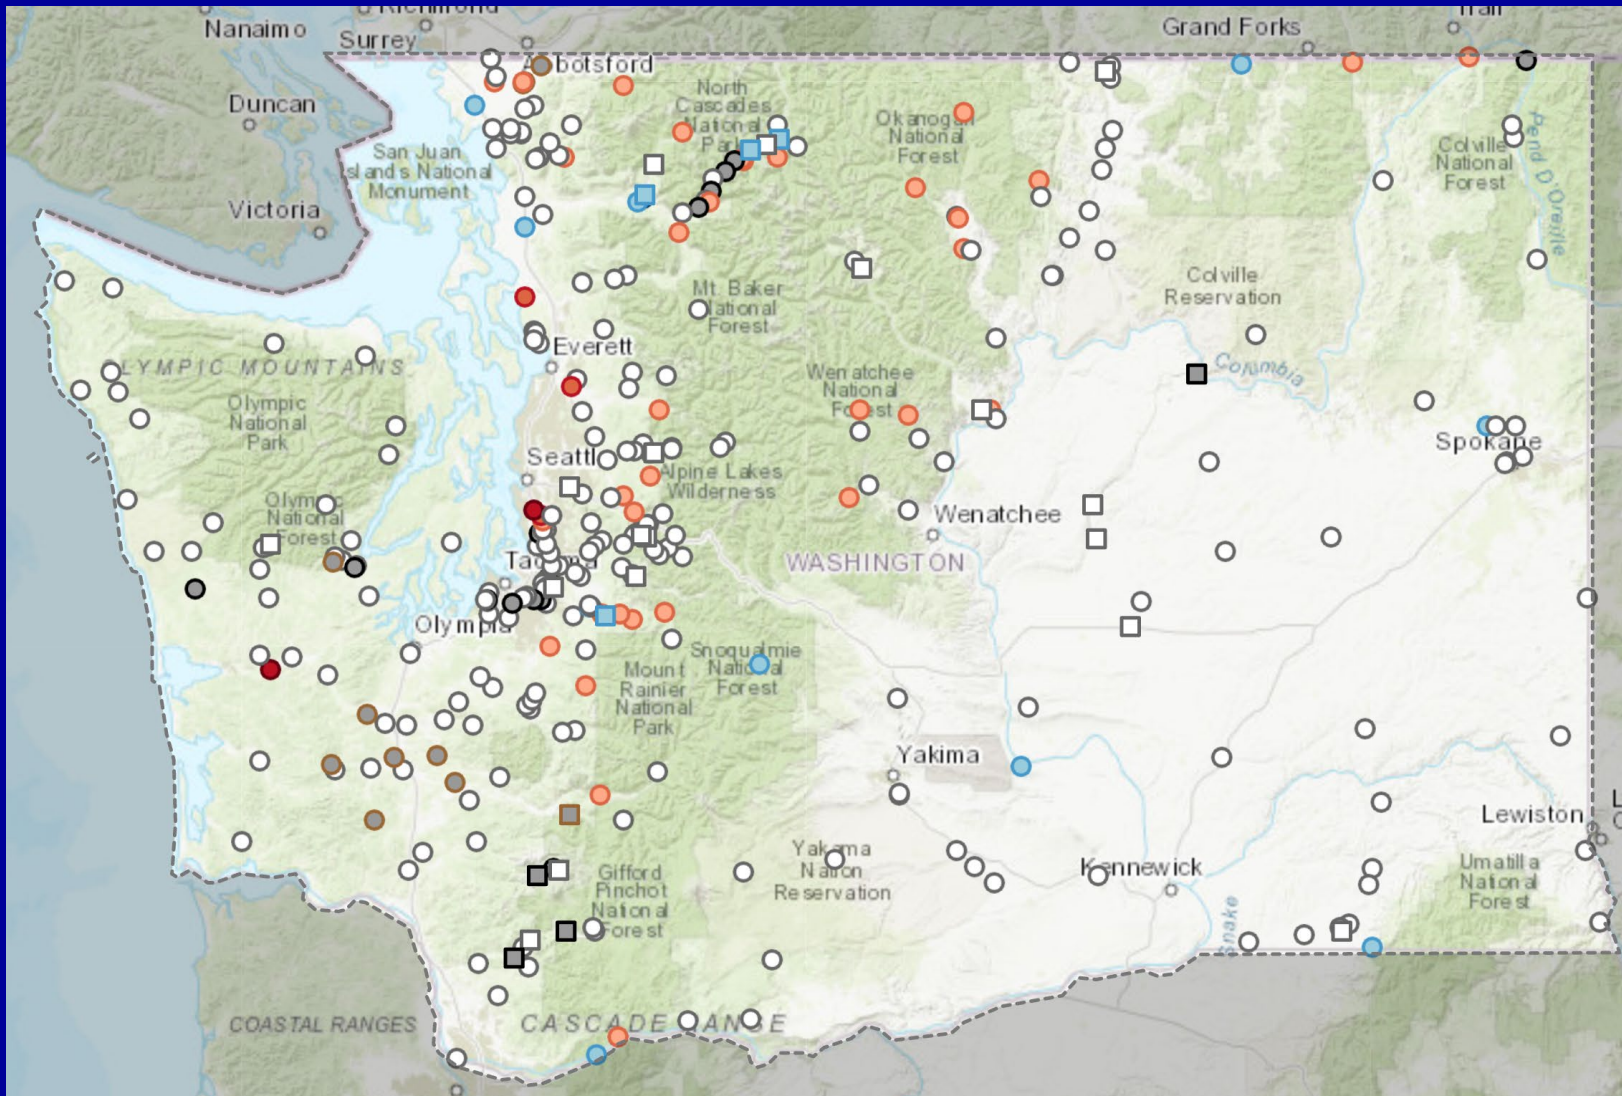 Richmond
Nanaimo
Surrey
Grand Forks
Trail
Abbotsford
Duncan
North
Cascades
National
Park
Okanogan
National
Forest
San Juan
Islands National
Monument
Colville
National
Forest
Pend D'Oreille
Victoria
Mt. Baker
National
Forest
Colville
Reservation
Everett
OLYMPIC MOUNTAINS
Columbia
Wenatchee
National
Forest
Olympic
National
Park
Spokane
Seattl
Alpine Lakes
Wilderness
Olympic
National
Forest
Wenatchee
WASHINGTON
Tacoma
Olympia
Snoqualmie
National
Forest
Mount
Rainier
National
Park
Yakima
Lewiston
Yakama
Nation
Reservation
Kennewick
Umatilla
National
Forest
Gifford
Pinchot
National
Forest
Snake
COASTAL RANGES
CASCADE RANGE